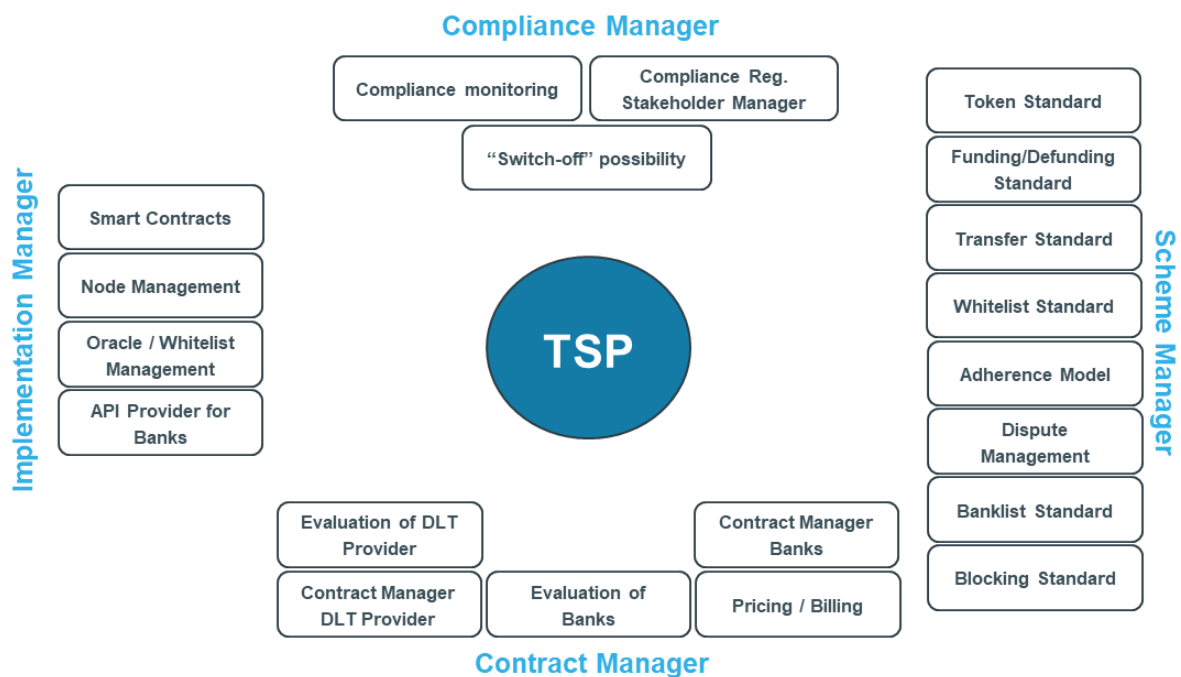 Compliance Manager
Compliance monitoring
Compliance Reg.
Stakeholder Manager
“Switch-off” possibility
Implementation Manager
Smart Contracts
Node Management
Oracle / Whitelist
Management
API Provider for
Banks
TSP
Scheme Manager
Token Standard
Funding/Defunding
Standard
Transfer Standard
Whitelist Standard
Adherence Model
Dispute
Management
Banklist Standard
Blocking Standard
Evaluation of DLT
Provider
Contract Manager
DLT Provider
Evaluation of
Banks
Contract Manager
Banks
Pricing / Billing
Contract Manager